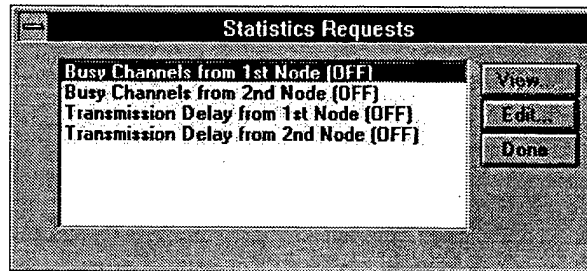 Statistics Requests
Busy Channels from 1st Node (OFF)
Busy Channels from 2nd Node (OFF)
Transmission Delay from 1st Node (OFF)
Transmission Delay from 2nd Node (OFF)
View...
Edit...
Done